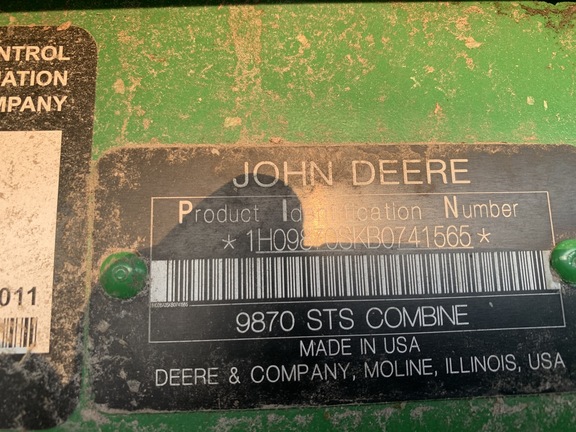 NTROL
ATION
MPANY
011
JOHN DEERE
Product Identification Number
*1H09870SKB0741565*
9870 STS COMBINE
MADE IN USA
DEERE & COMPANY, MOLINE, ILLINOIS, USA